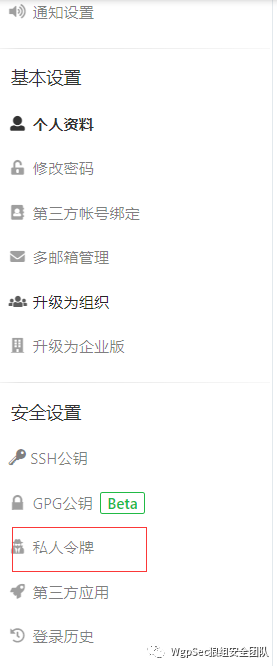 通知设置
基本设置
个人资料
修改密码
第三方帐号绑定
多邮箱管理
升级为组织
升级为企业版
安全设置
SSH公钥
GPG公钥 Beta
私人令牌
第三方应用
登录历史
WgpSec狼组安全团队